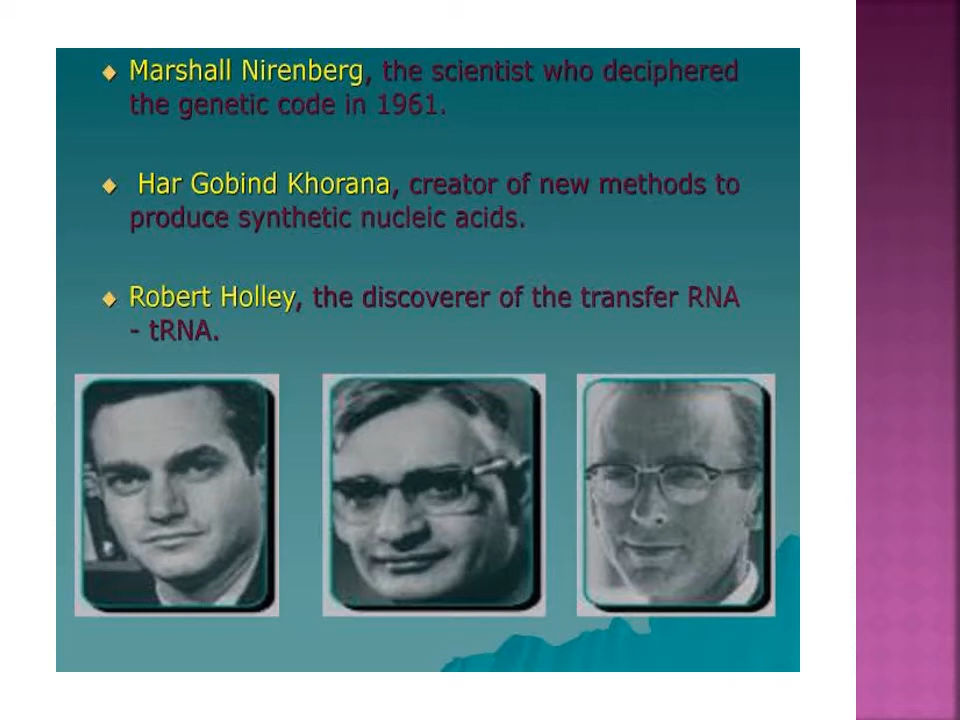 Marshall Nirenberg, the scientist who deciphered
the genetic code in 1961.
Har Gobind Khorana, creator of new methods to
produce synthetic nucleic acids.
Robert Holley, the discoverer of the transfer RNA
- tRNA.